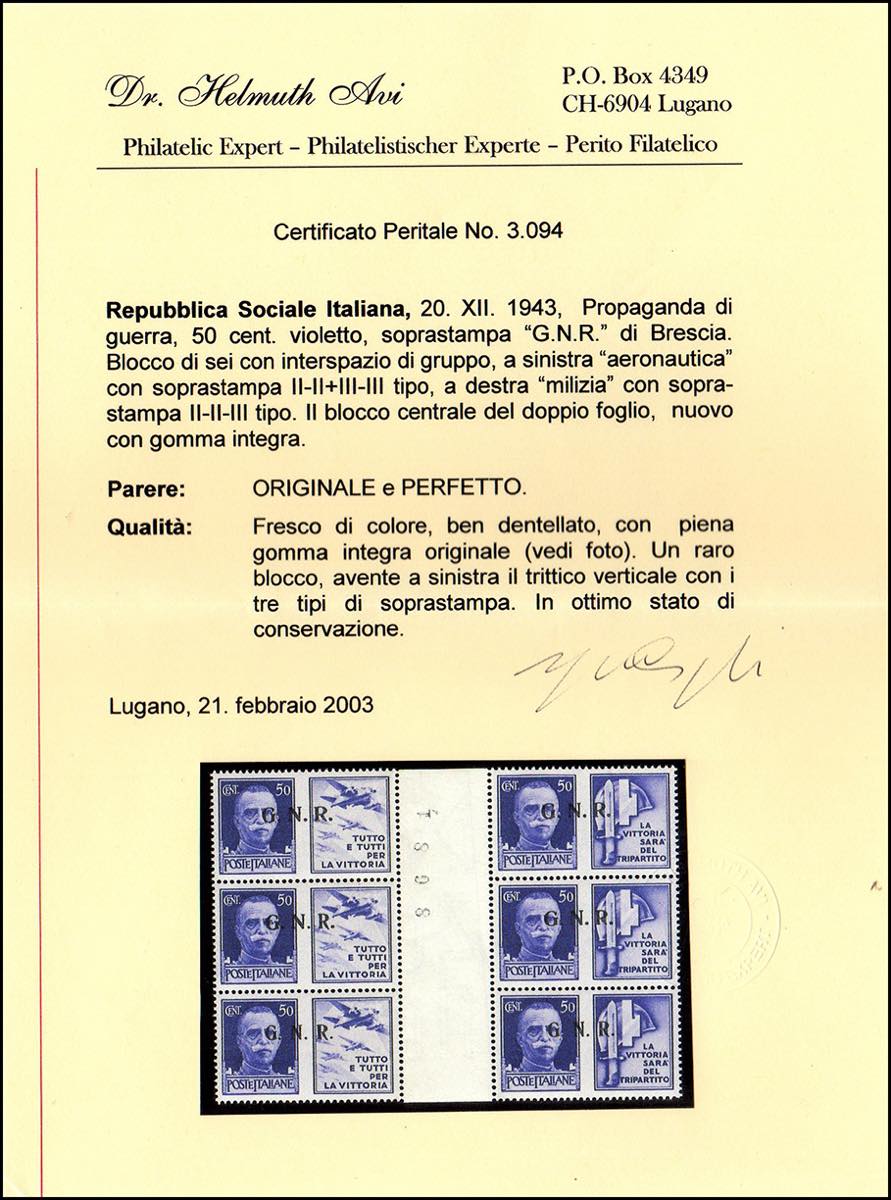 Dr. Helmuth Avi
P.O. Box 4349
CH-6904 Lugano
Philatelic Expert – Philatelistischer Experte – Perito Filatelico
Certificato Peritale No. 3.094
Repubblica Sociale Italiana, 20. XII. 1943, Propaganda di
guerra, 50 cent. violetto, soprastampa “G.N.R.” di Brescia.
Blocco di sei con interspazio di gruppo, a sinistra “aeronautica”
con soprastampa II-II+III-III tipo, a destra “milizia” con sopra-
stampa II-II-III tipo. Il blocco centrale del doppio foglio, nuovo
con gomma integra.
Parere: ORIGINALE e PERFETTO.
Qualità: Fresco di colore, ben dentellato, con piena
gomma integra originale (vedi foto). Un raro
blocco, avente a sinistra il trittico verticale con i
tre tipi di soprastampa. In ottimo stato di
conservazione.
Lugano, 21. febbraio 2003
CENT. 50
G. N. R.
POSTE ITALIANE
TUTTO
E TUTTI
PER
LA VITTORIA
CENT. 50
G. N. R.
POSTE ITALIANE
LA
VITTORIA
SARÀ
DEL
TRIPARTITO
CENT. 50
G. N. R.
POSTE ITALIANE
TUTTO
E TUTTI
PER
LA VITTORIA
CENT. 50
G. N. R.
POSTE ITALIANE
LA
VITTORIA
SARÀ
DEL
TRIPARTITO
CENT. 50
G. N. R.
POSTE ITALIANE
TUTTO
E TUTTI
PER
LA VITTORIA
CENT. 50
G. N. R.
POSTE ITALIANE
LA
VITTORIA
SARÀ
DEL
TRIPARTITO